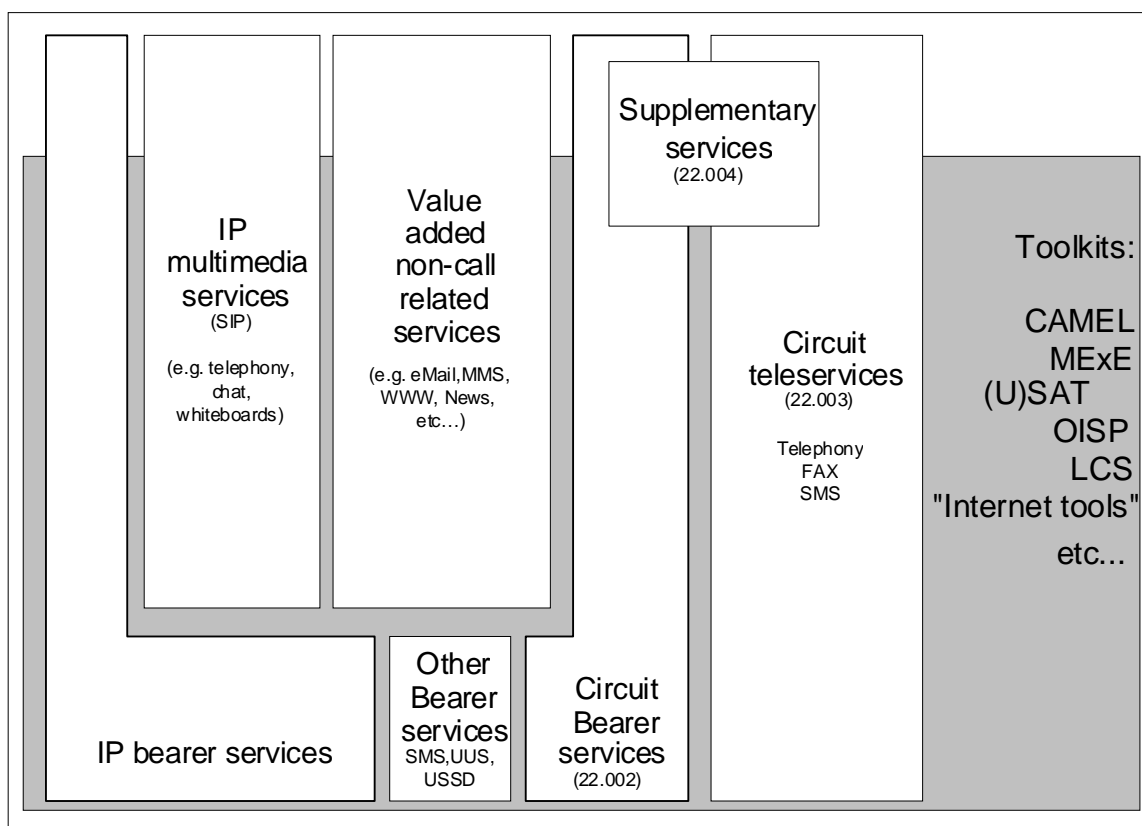 IP
multimedia
services
(SIP)
(e.g. telephony,
chat,
whiteboards)
Value
added
non-call
related
services
(e.g. eMail,MMS,
WWW, News,
etc…)
Supplementary
services
(22.004)
Circuit
teleservices
(22.003)
Telephony
FAX
SMS
Toolkits:
CAMEL
MExE
(U)SAT
OISP
LCS
"Internet tools"
etc...
IP bearer services
Other
Bearer
services
SMS,UUS,
USSD
Circuit
Bearer
services
(22.002)